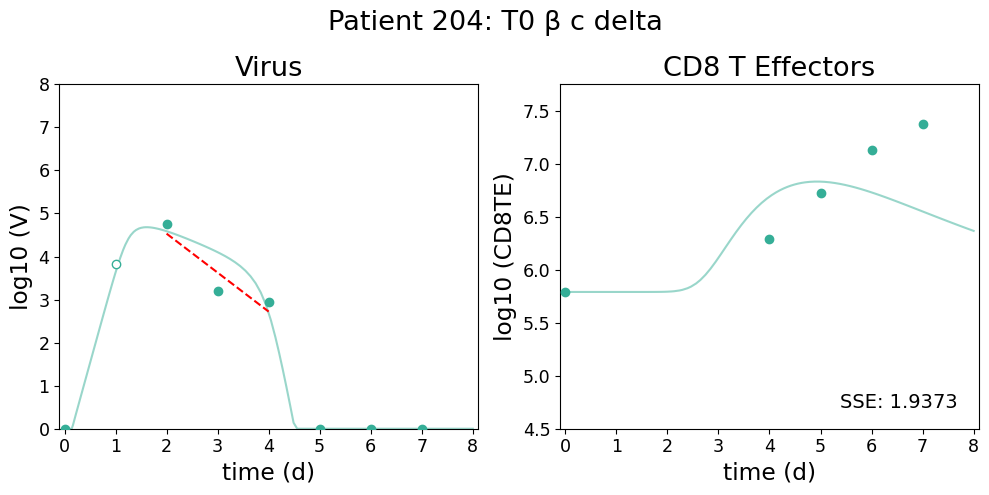 Patient 204: T0 β c delta
Virus
CD8 T Effectors
log10 (V)
8
7
6
5
4
3
2
1
0
0 1 2 3 4 5 6 7 8
time (d)
log10 (CD8TE)
7.5
7.0
6.5
6.0
5.5
5.0
4.5
SSE: 1.9373
0 1 2 3 4 5 6 7 8
time (d)